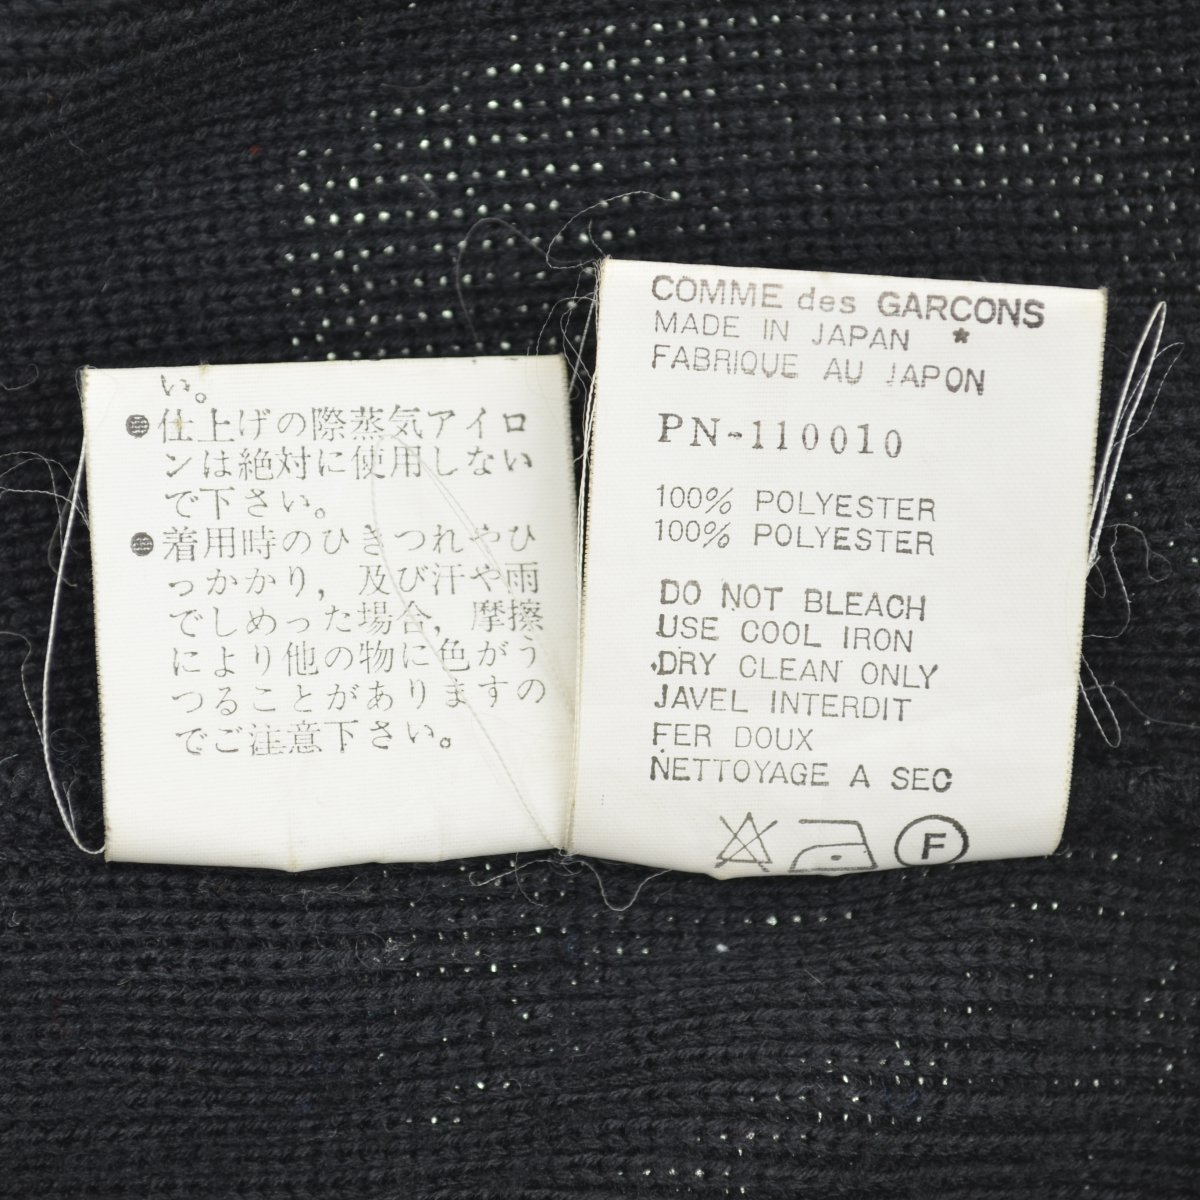 い。
●仕上げの際蒸気アイロ
ンは絶対に使用しない
で下さい。
●着用時のひきつれやひ
っかかり，及び汗や雨
でしめった場合，摩擦
により他の物に色がう
つることがありますの
でご注意下さい。
COMME des GARCONS
MADE IN JAPAN *
FABRIQUE AU JAPON
PN-110010
100% POLYESTER
100% POLYESTER
DO NOT BLEACH
USE COOL IRON
DRY CLEAN ONLY
JAVEL INTERDIT
FER DOUX
NETTOYAGE A SEC
F